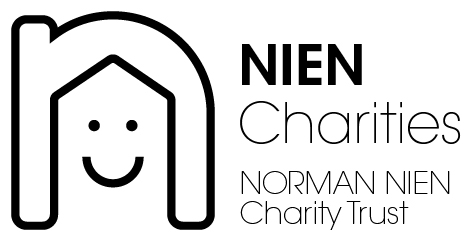 NIEN
Charities
NORMAN NIEN
Charity Trust